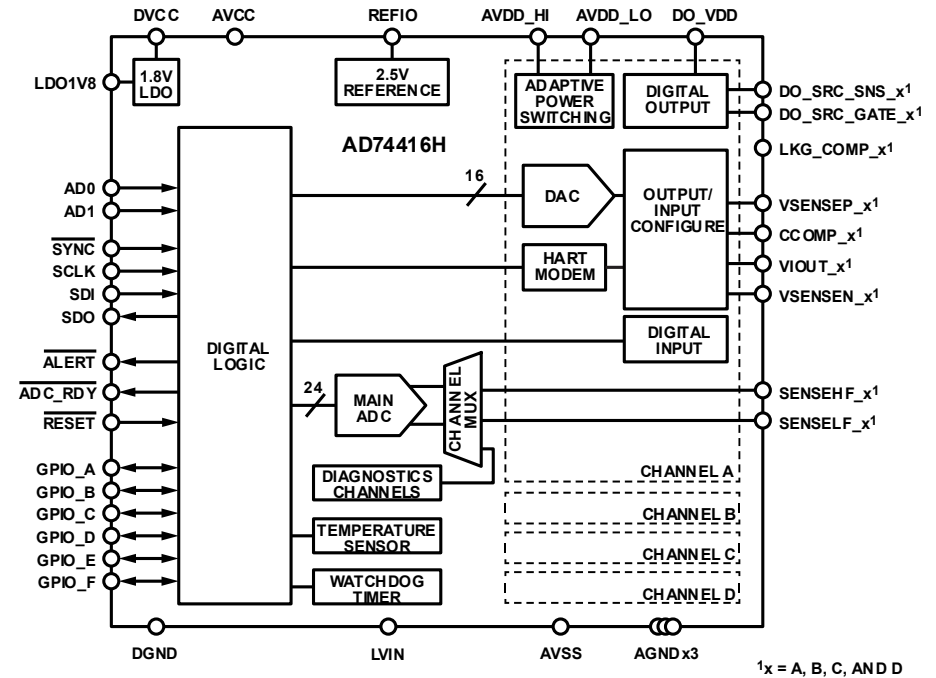 DVCC
AVCC
REFIO
AVDD_HI
AVDD_LO
DO_VDD
LDO1V8
1.8V
LDO
2.5V
REFERENCE
ADAPTIVE
POWER
SWITCHING
DIGITAL
OUTPUT
DO_SRC_SNS_x¹
DO_SRC_GATE_x¹
LKG_COMP_x¹
AD74416H
AD0
AD1
SYNC
SCLK
SDI
SDO
ALERT
ADC_RDY
RESET
GPIO_A
GPIO_B
GPIO_C
GPIO_D
GPIO_E
GPIO_F
DIGITAL
LOGIC
16
DAC
OUTPUT/
INPUT
CONFIGURE
HART
MODEM
VSENSEP_x¹
CCOMP_x¹
VIOUT_x¹
VSENSEN_x¹
DIGITAL
INPUT
24
MAIN
ADC
CHANNEL
MUX
SENSEHF_x¹
SENSELF_x¹
DIAGNOSTICS
CHANNELS
TEMPERATURE
SENSOR
WATCHDOG
TIMER
CHANNEL A
CHANNEL B
CHANNEL C
CHANNEL D
DGND
LVIN
AVSS
AGND x3
¹x = A, B, C, AND D